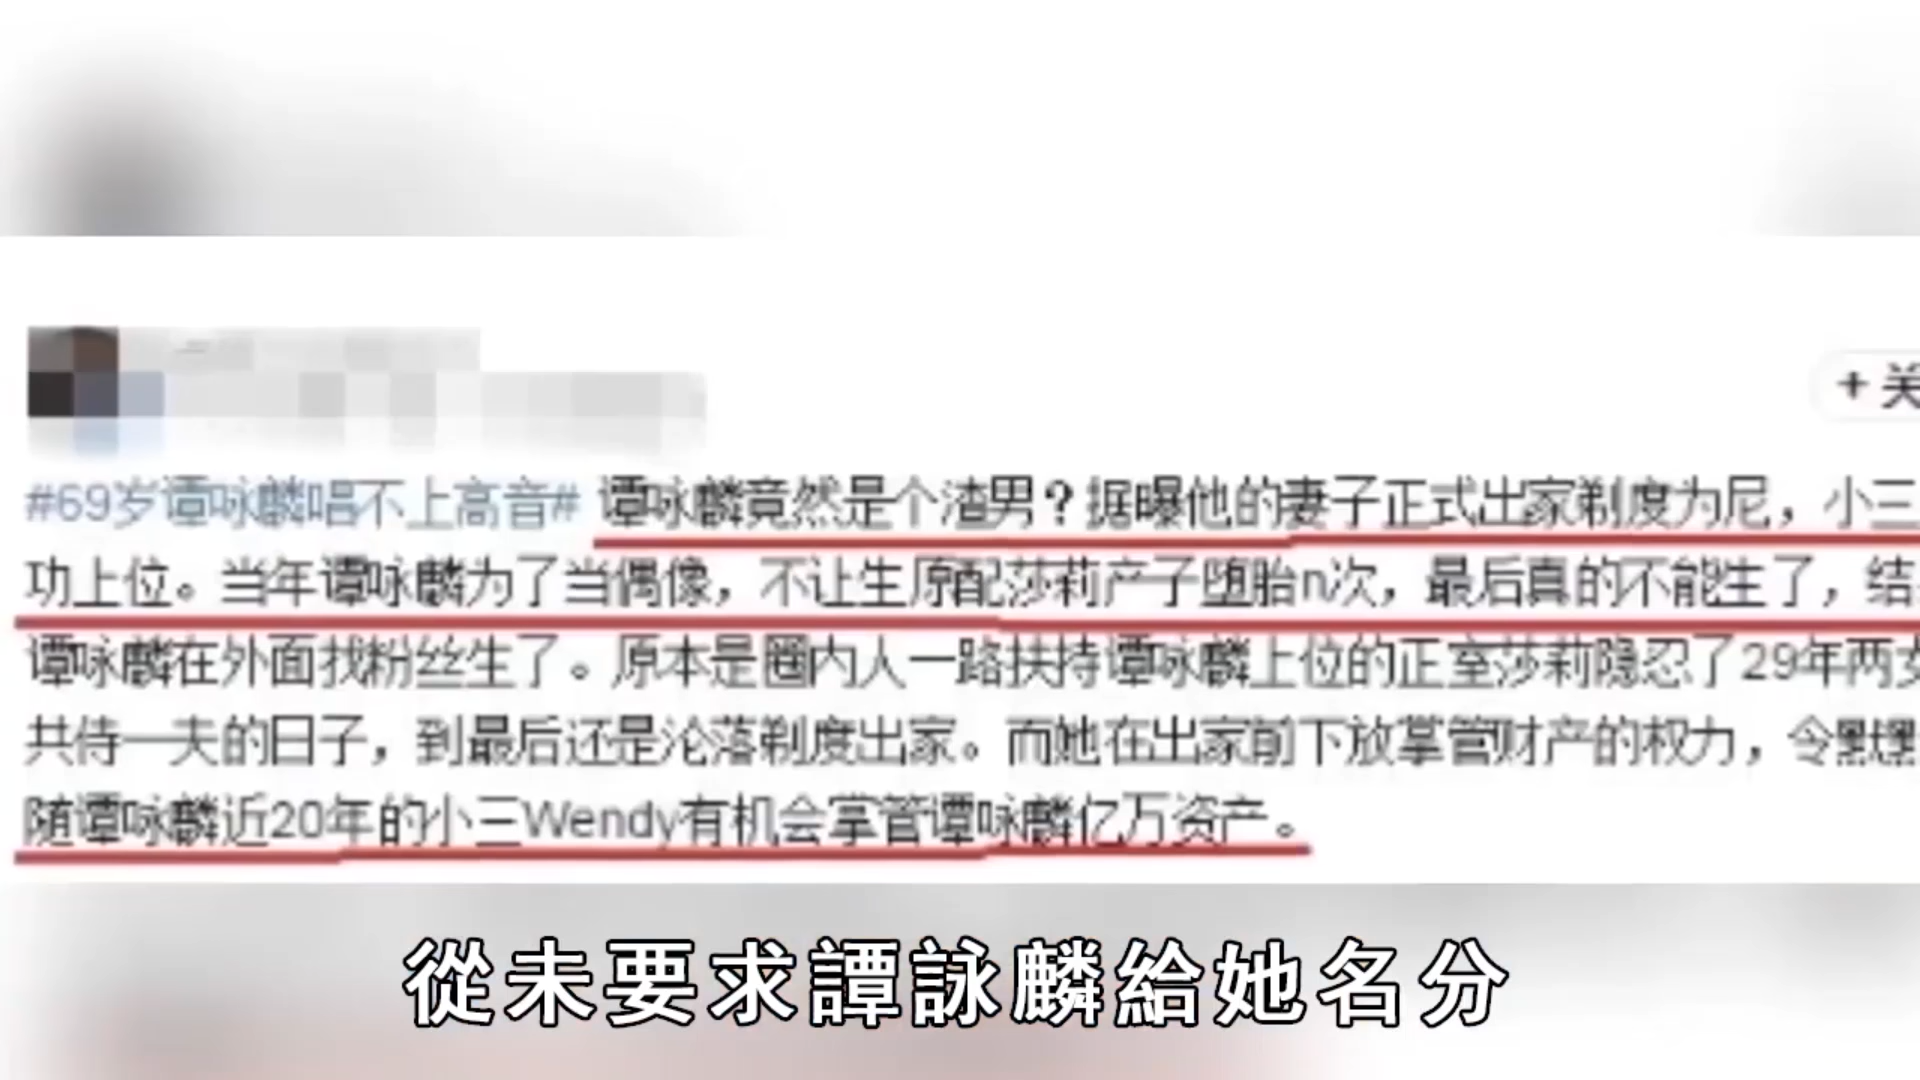 + 关
#69岁谭咏麟唱不上高音# 谭咏麟竟然是个渣男？据曝他的妻子正式出家剃度为尼，小三
功上位。当年谭咏麟为了当偶像，不让生原配莎莉产子堕胎n次，最后真的不能生了，结
谭咏麟在外面找粉丝生了。原本是圈内人一路扶持谭咏麟上位的正室莎莉隐忍了29年两女
共侍一夫的日子，到最后还是沦落剃度出家。而她在出家前下放掌管财产的权力，令默
随谭咏麟近20年的小三Wendy有机会掌管谭咏麟亿万资产。
從未要求譚詠麟給她名分